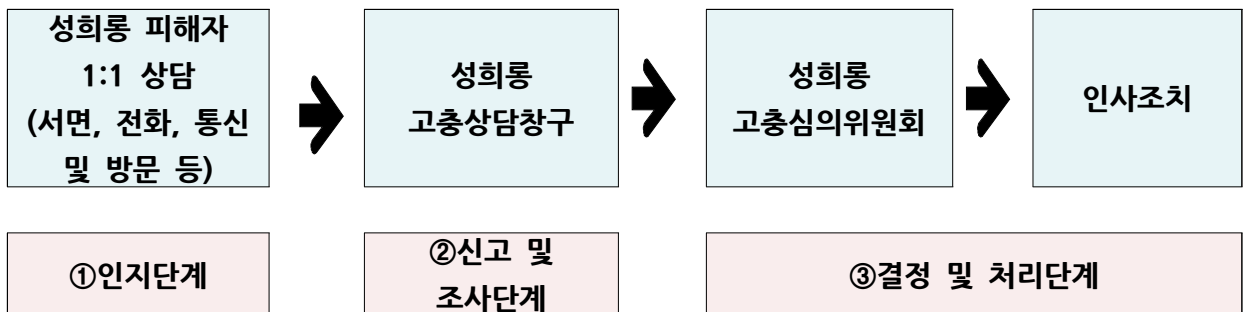 성희롱 피해자
1:1 상담
(서면, 전화, 통신
및 방문 등)
성희롱
고충상담창구
성희롱
고충심의위원회
인사조치
①인지단계
②신고 및
조사단계
③결정 및 처리단계